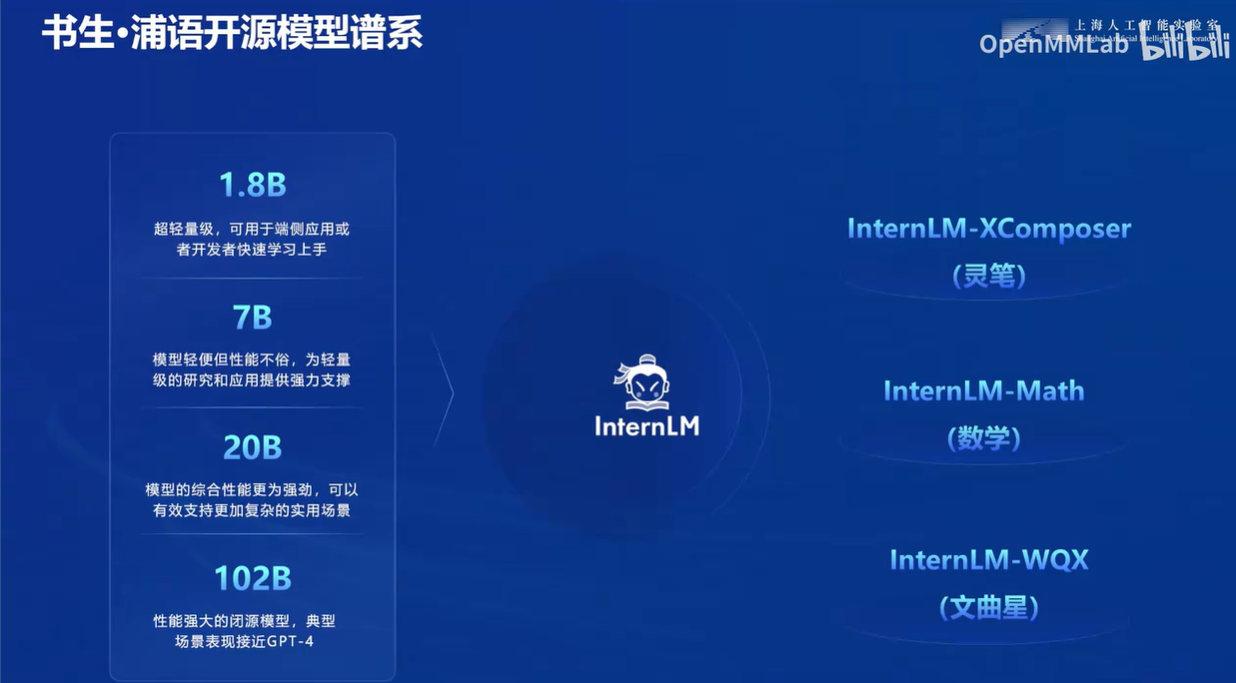 书生·浦语开源模型谱系
上海人工智能实验室
OpenMMLab bilibili
1.8B
超轻量级，可用于端侧应用或
者开发者快速学习上手
7B
模型轻便但性能不俗，为轻量
级的研究和应用提供强力支撑
20B
模型的综合性能更为强劲，可以
有效支持更加复杂的实用场景
102B
性能强大的闭源模型，典型
场景表现接近GPT-4
InternLM
InternLM-XComposer
(灵笔)
InternLM-Math
(数学)
InternLM-WQX
(文曲星)